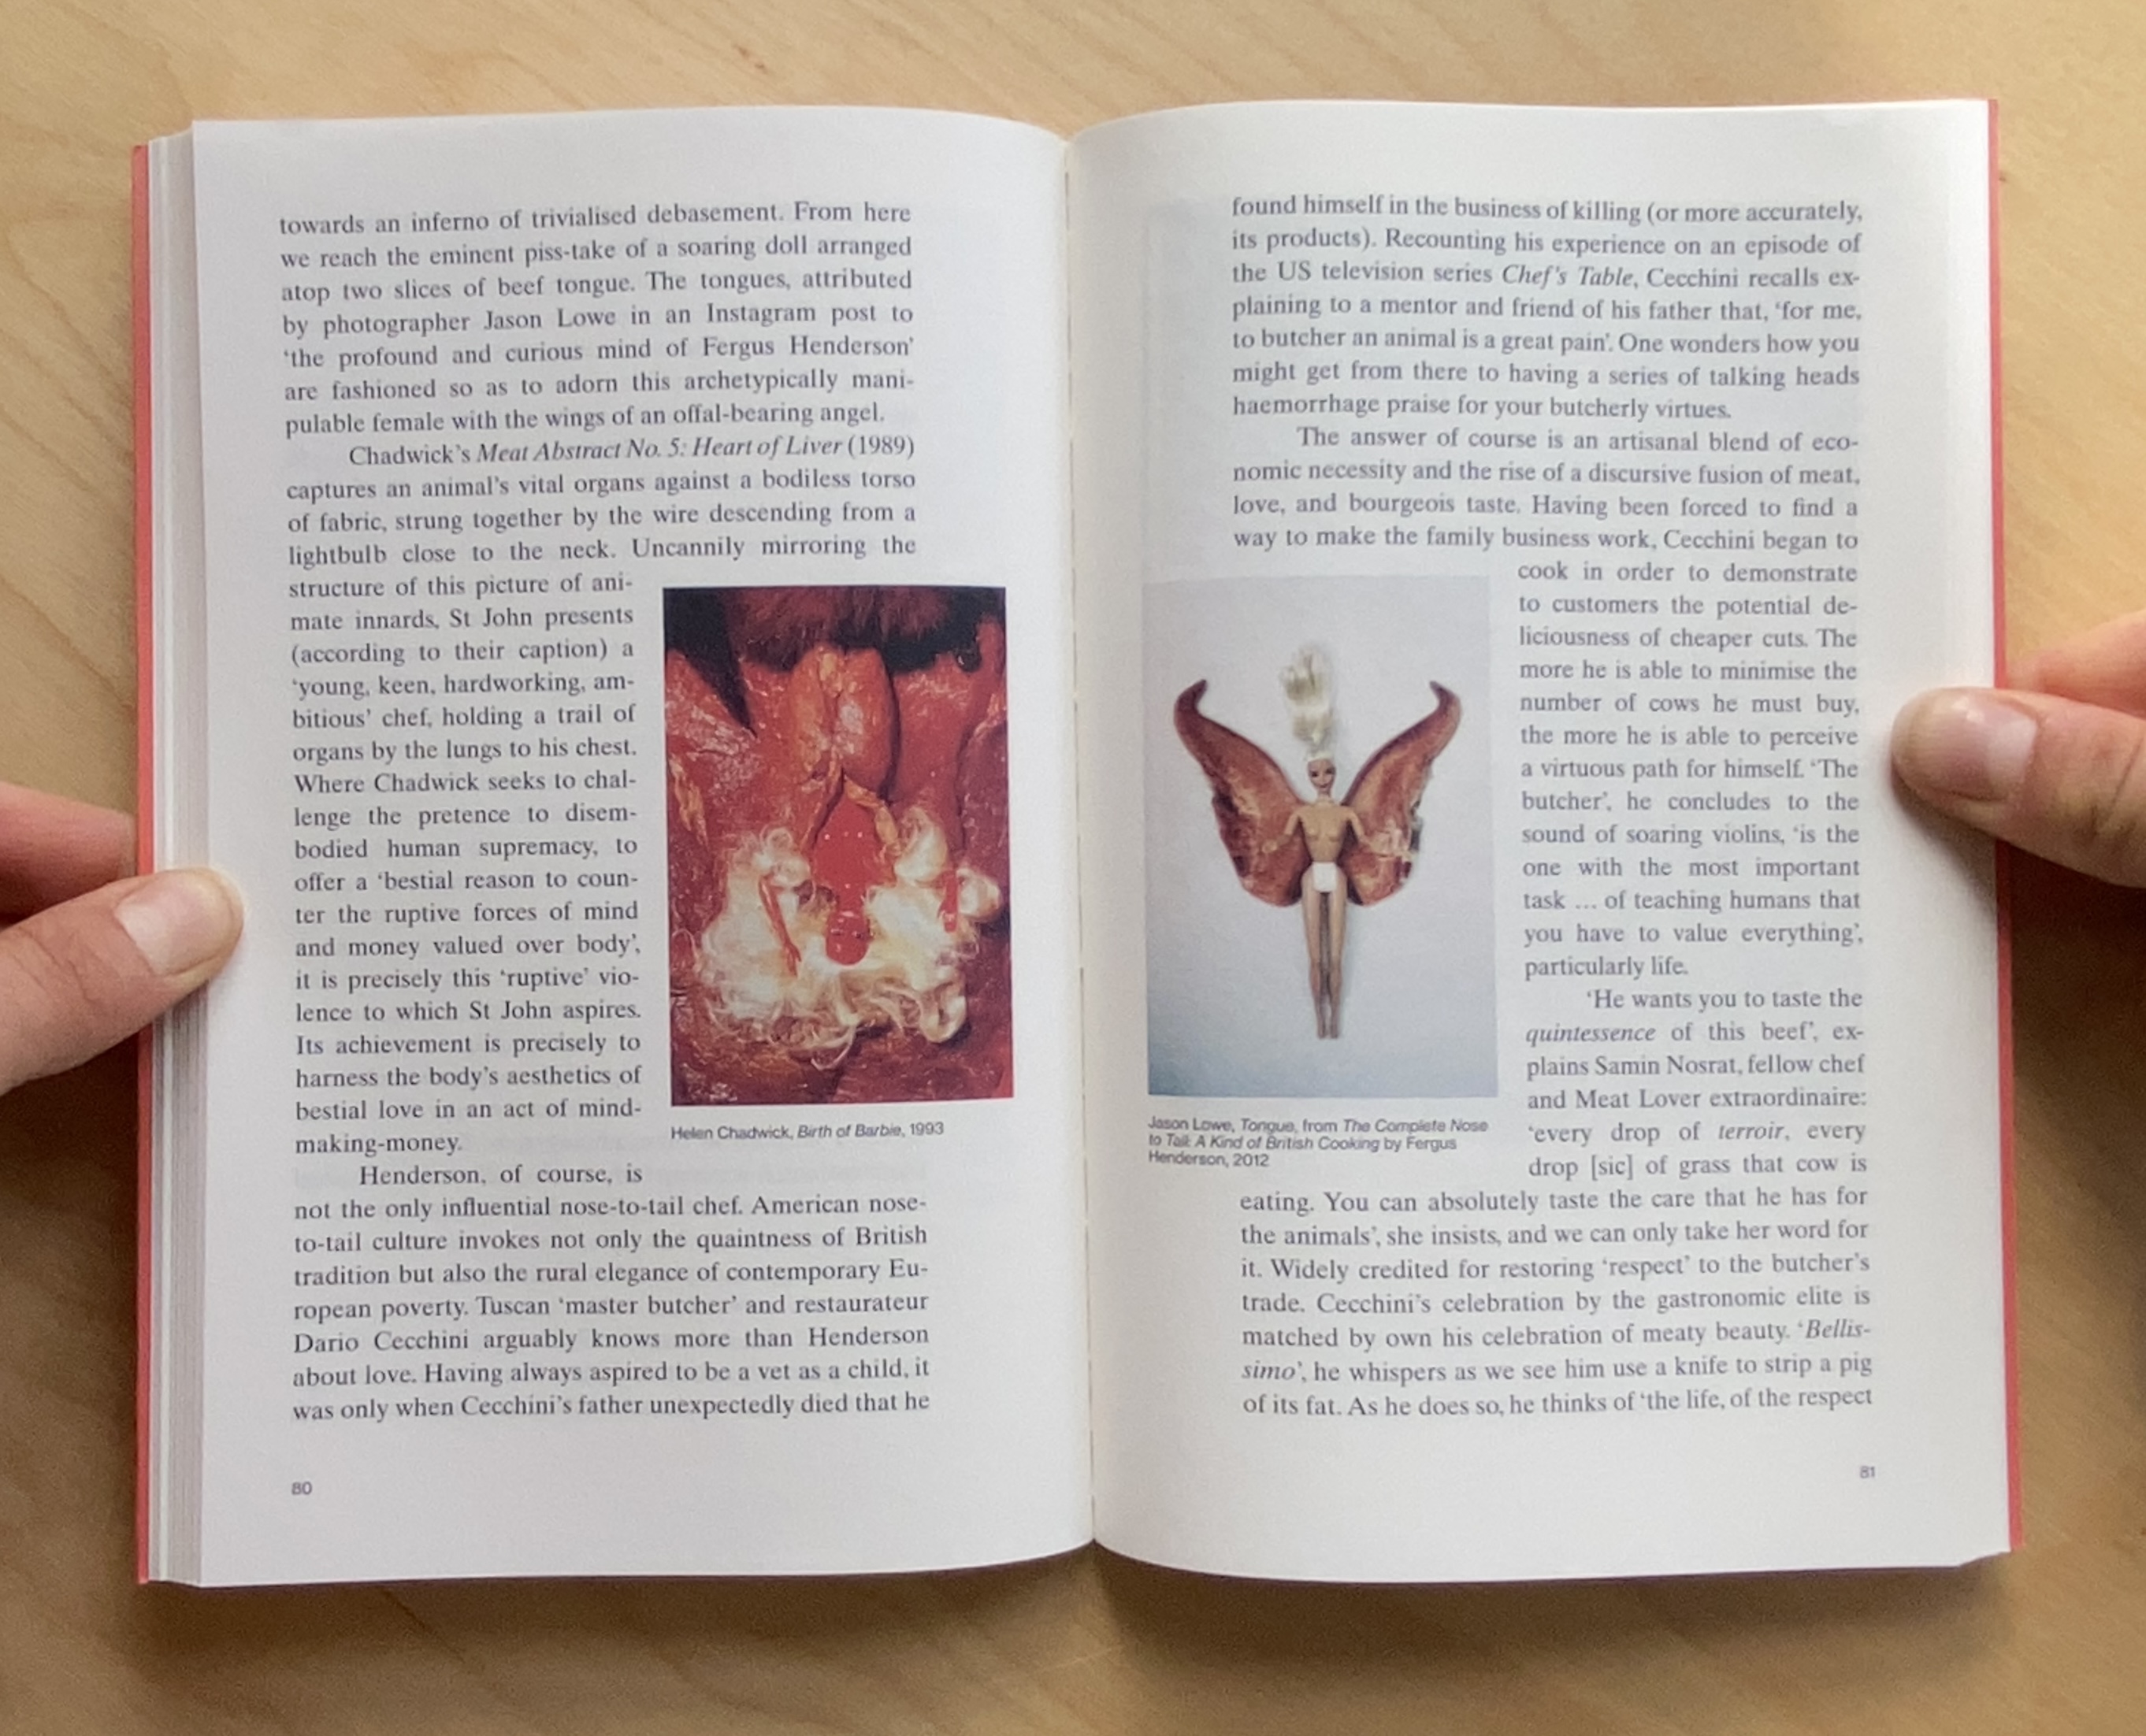 towards an inferno of trivialised debasement. From here
we reach the eminent piss-take of a soaring doll arranged
atop two slices of beef tongue. The tongues, attributed
by photographer Jason Lowe in an Instagram post to
‘the profound and curious mind of Fergus Henderson’
are fashioned so as to adorn this archetypically mani-
pulable female with the wings of an offal-bearing angel.
Chadwick’s Meat Abstract No. 5: Heart of Liver (1989)
captures an animal’s vital organs against a bodiless torso
of fabric, strung together by the wire descending from a
lightbulb close to the neck. Uncannily mirroring the
structure of this picture of ani-
mate innards, St John presents
(according to their caption) a
‘young, keen, hardworking, am-
bitious’ chef, holding a trail of
organs by the lungs to his chest.
Where Chadwick seeks to chal-
lenge the pretence to disem-
bodied human supremacy, to
offer a ‘bestial reason to coun-
ter the ruptive forces of mind
and money valued over body’,
it is precisely this ‘ruptive’ vio-
lence to which St John aspires.
Its achievement is precisely to
harness the body’s aesthetics of
bestial love in an act of mind-
making-money.
Henderson, of course, is
not the only influential nose-to-tail chef. American nose-
to-tail culture invokes not only the quaintness of British
tradition but also the rural elegance of contemporary Eu-
ropean poverty. Tuscan ‘master butcher’ and restaurateur
Dario Cecchini arguably knows more than Henderson
about love. Having always aspired to be a vet as a child, it
was only when Cecchini’s father unexpectedly died that he
Helen Chadwick, Birth of Barbie, 1993
80
found himself in the business of killing (or more accurately,
its products). Recounting his experience on an episode of
the US television series Chef’s Table, Cecchini recalls ex-
plaining to a mentor and friend of his father that, ‘for me,
to butcher an animal is a great pain’. One wonders how you
might get from there to having a series of talking heads
haemorrhage praise for your butcherly virtues.
The answer of course is an artisanal blend of eco-
nomic necessity and the rise of a discursive fusion of meat,
love, and bourgeois taste. Having been forced to find a
way to make the family business work, Cecchini began to
cook in order to demonstrate
to customers the potential de-
liciousness of cheaper cuts. The
more he is able to minimise the
number of cows he must buy,
the more he is able to perceive
a virtuous path for himself. ‘The
butcher’, he concludes to the
sound of soaring violins, ‘is the
one with the most important
task ... of teaching humans that
you have to value everything’,
particularly life.
‘He wants you to taste the
quintessence of this beef’, ex-
plains Samin Nosrat, fellow chef
and Meat Lover extraordinaire:
‘every drop of terroir, every
drop [sic] of grass that cow is
eating. You can absolutely taste the care that he has for
the animals’, she insists, and we can only take her word for
it. Widely credited for restoring ‘respect’ to the butcher’s
trade, Cecchini’s celebration by the gastronomic elite is
matched by own his celebration of meaty beauty. ‘Bellis-
simo’, he whispers as we see him use a knife to strip a pig
of its fat. As he does so, he thinks of ‘the life, of the respect
Jason Lowe, Tongue, from The Complete Nose
to Tail: A Kind of British Cooking by Fergus
Henderson, 2012
81